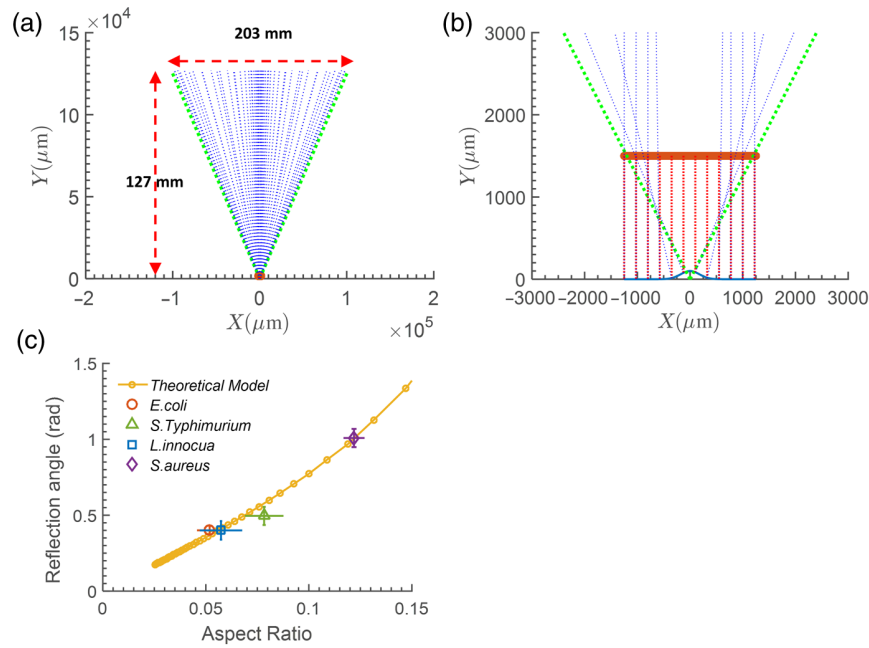 (a)
× 10⁴
203 mm
15
10
5
0
127 mm
Y(μm)
−2
−1
0
1
2
X(μm)
× 10⁵
(b)
3000
2000
1000
0
Y(μm)
−3000
−2000
−1000
0
1000
2000
3000
X(μm)
(c)
1.5
1
0.5
0
Reflection angle (rad)
Theoretical Model
E.coli
S.Typhimurium
L.innocua
S.aureus
0
0.05
0.1
0.15
Aspect Ratio